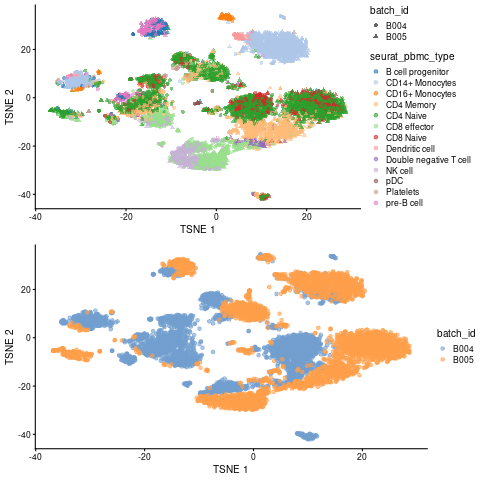 batch_id
B004
B005
seurat_pbmc_type
B cell progenitor
CD14+ Monocytes
CD16+ Monocytes
CD4 Memory
CD4 Naive
CD8 effector
CD8 Naive
Dendritic cell
Double negative T cell
NK cell
pDC
Platelets
pre-B cell
TSNE 2
20
0
-20
-40
-40
-20
0
20
TSNE 1
TSNE 2
20
0
-20
-40
-40
-20
0
20
TSNE 1
batch_id
B004
B005